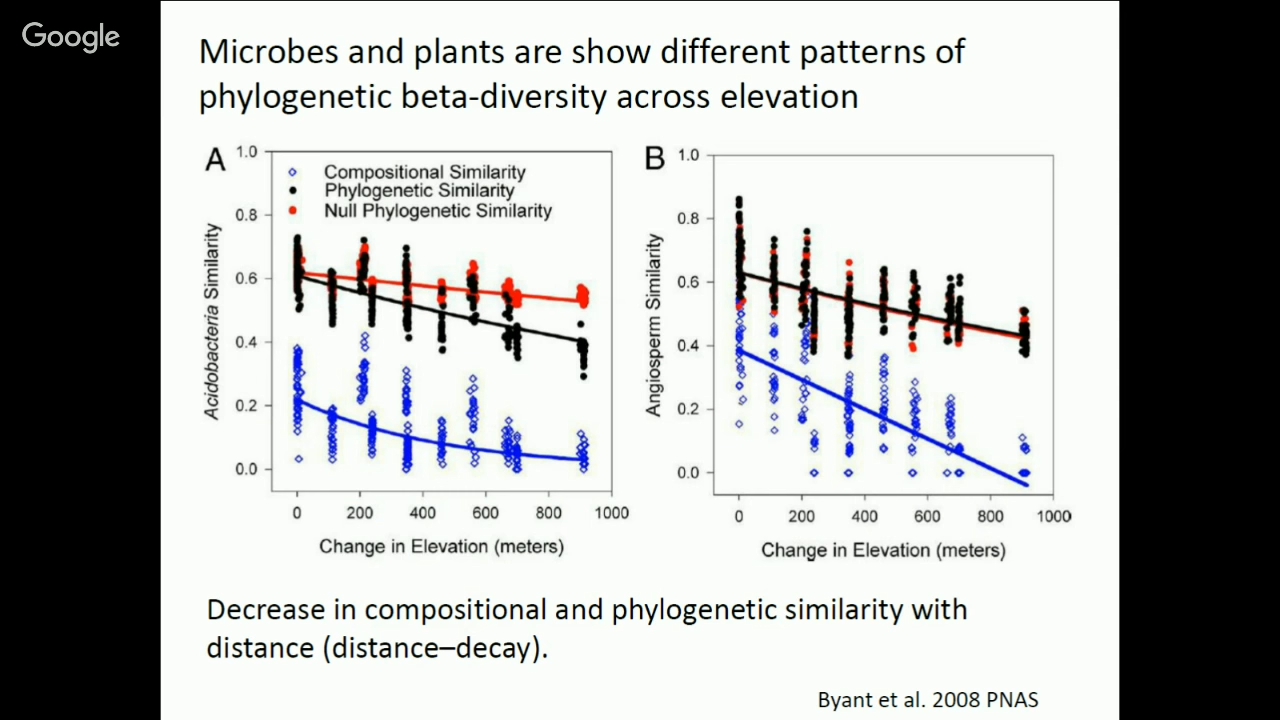 Google
Microbes and plants are show different patterns of
phylogenetic beta-diversity across elevation
A
1.0
0.8
0.6
0.4
0.2
0.0
Acidobacteria Similarity
Compositional Similarity
Phylogenetic Similarity
Null Phylogenetic Similarity
0 200 400 600 800 1000
Change in Elevation (meters)
B
1.0
0.8
0.6
0.4
0.2
0.0
Angiosperm Similarity
0 200 400 600 800 1000
Change in Elevation (meters)
Decrease in compositional and phylogenetic similarity with
distance (distance–decay).
Byant et al. 2008 PNAS